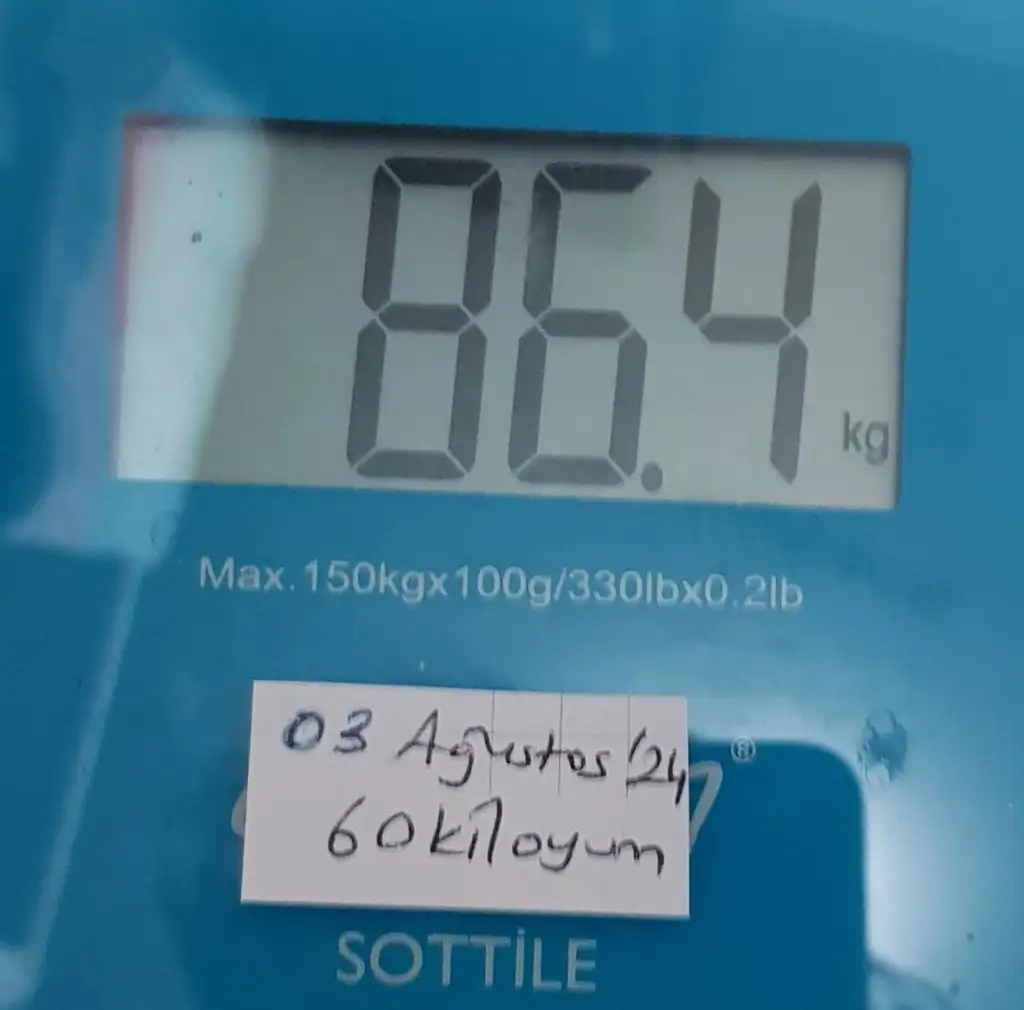 86.4 kg
Max.150kgx100g/330lbx0.2lb
03 Ağustos'24
60 kiloyum
®
SOTTİLE